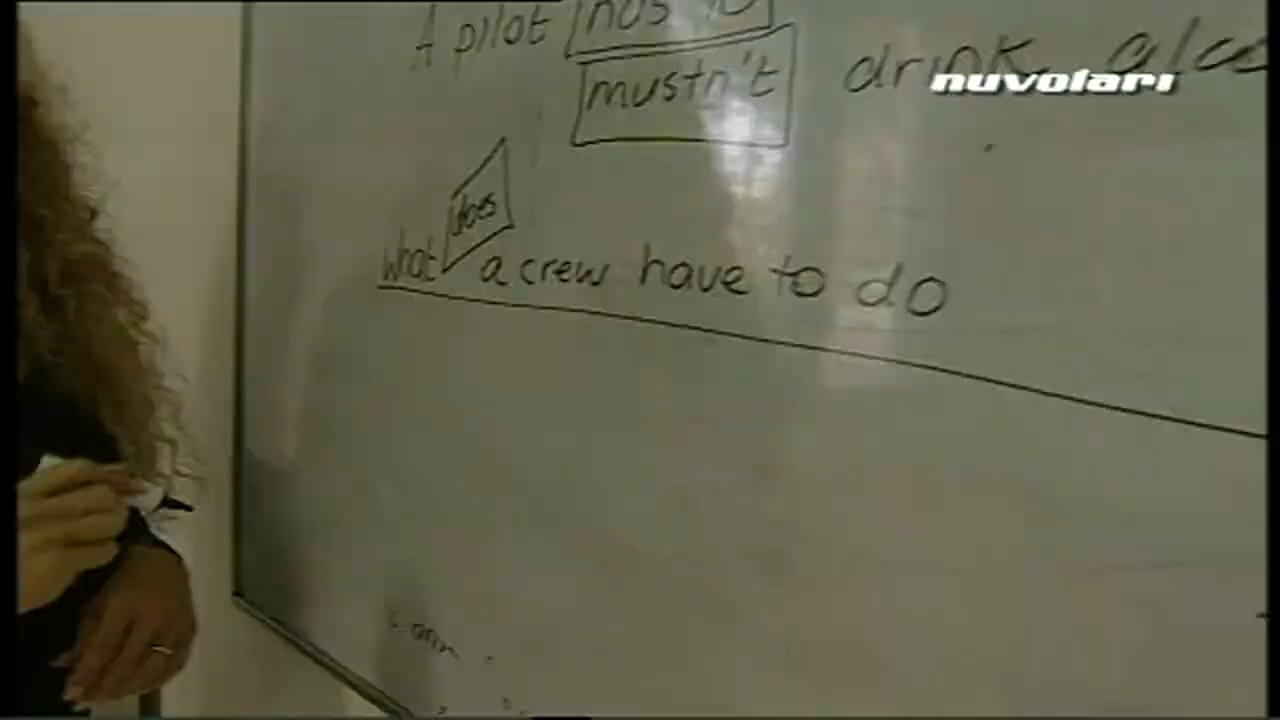 A pilot has to
mustn't drink
nuvolari
does
what a crew have to do